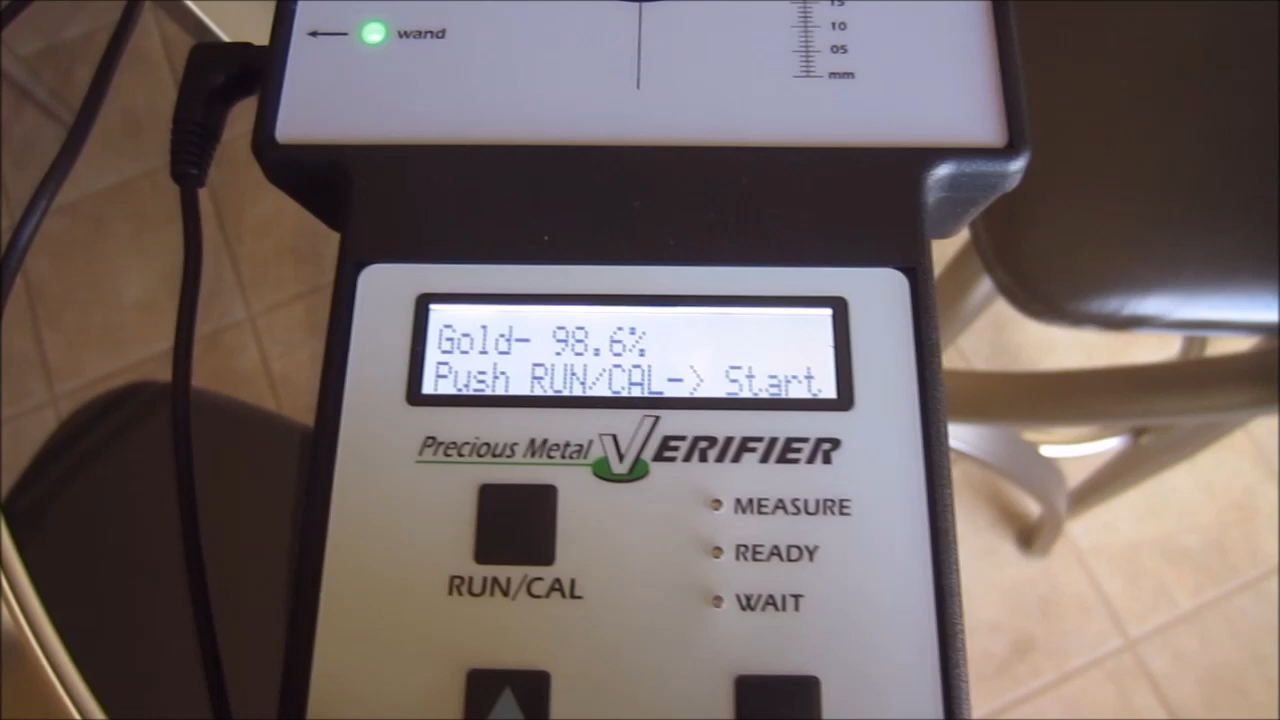 wand
15
10
05
mm
Gold- 98.6%
Push RUN/CAL-> Start
Precious Metal VERIFIER
MEASURE
READY
RUN/CAL
WAIT